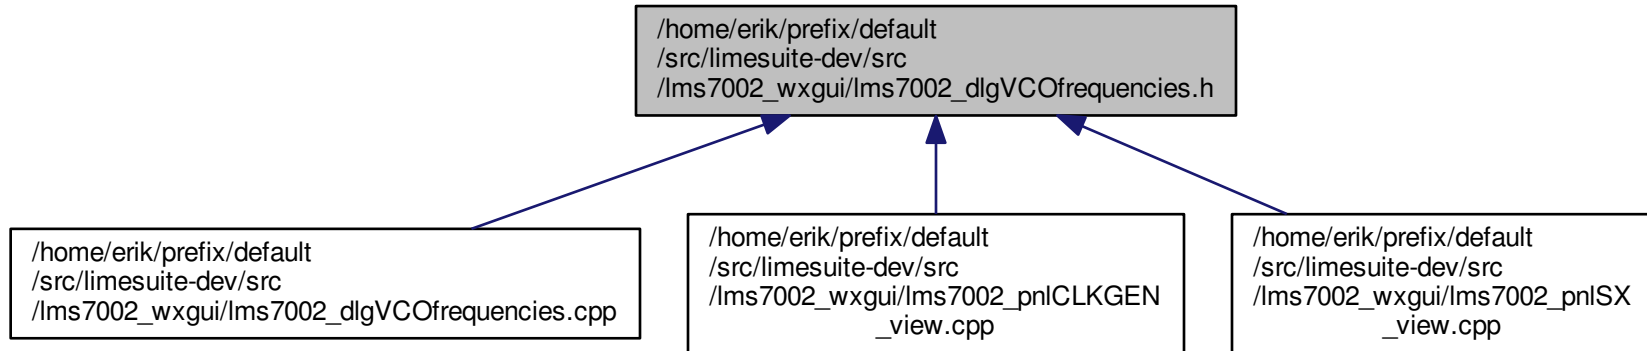 /home/erik/prefix/default
/src/limesuite-dev/src
/lms7002_wxgui/lms7002_dlgVCOfrequencies.h
/home/erik/prefix/default
/src/limesuite-dev/src
/lms7002_wxgui/lms7002_dlgVCOfrequencies.cpp
/home/erik/prefix/default
/src/limesuite-dev/src
/lms7002_wxgui/lms7002_pnlCLKGEN
_view.cpp
/home/erik/prefix/default
/src/limesuite-dev/src
/lms7002_wxgui/lms7002_pnlSX
_view.cpp